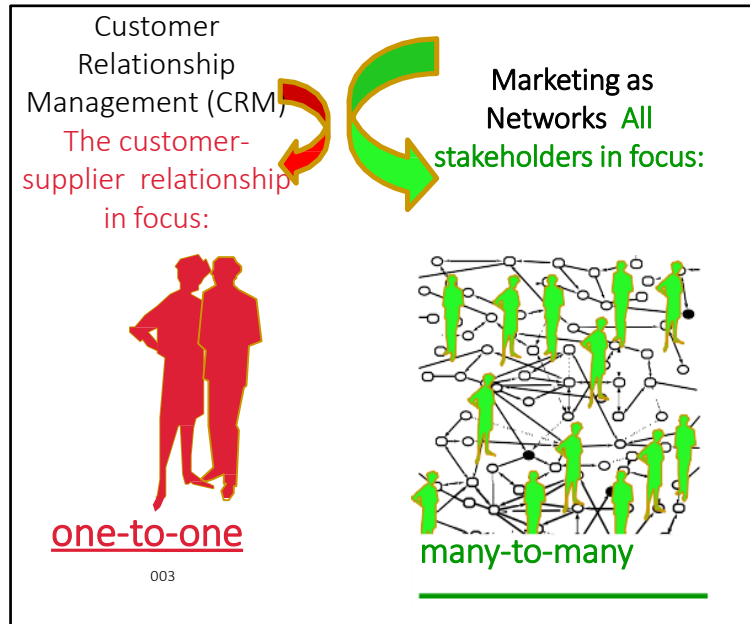 Customer
Relationship
Management (CRM)
The customer-
supplier relationship
in focus:
one-to-one
003
Marketing as
Networks All
stakeholders in focus:
many-to-many